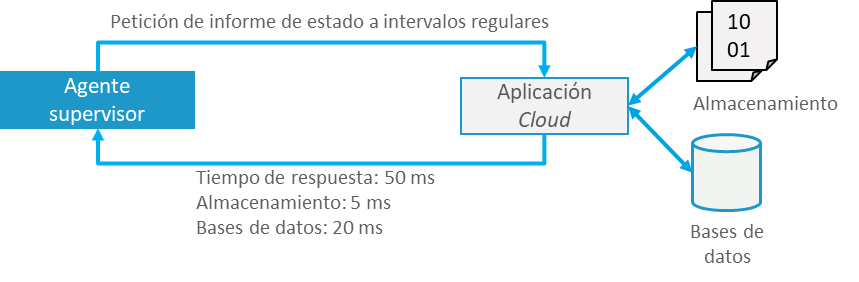 Petición de informe de estado a intervalos regulares
10
01
Agente
supervisor
Aplicación
Cloud
Almacenamiento
Tiempo de respuesta: 50 ms
Almacenamiento: 5 ms
Bases de datos: 20 ms
Bases de
datos